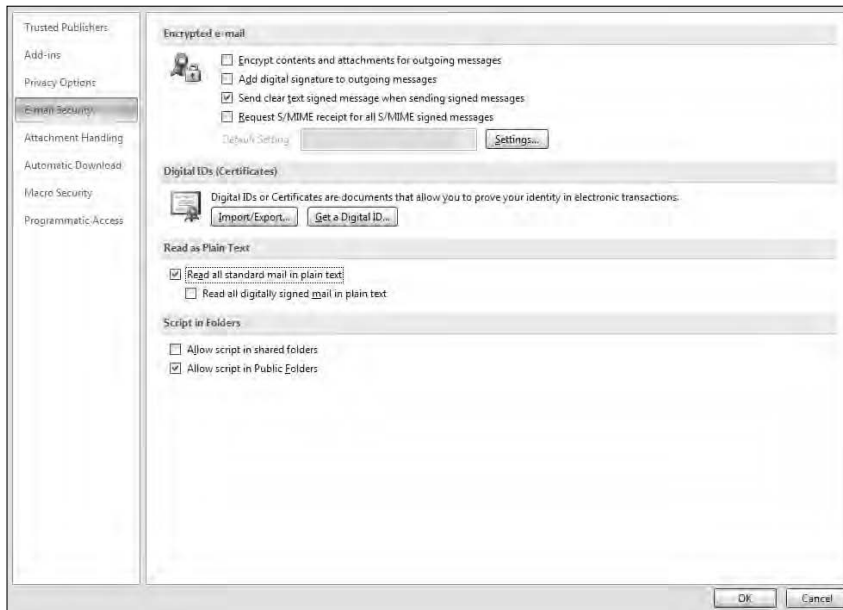 Trusted Publishers
Add-ins
Privacy Options
E-mail Security
Attachment Handling
Automatic Download
Macro Security
Programmatic Access
Encrypted e-mail
Encrypt contents and attachments for outgoing messages
Add digital signature to outgoing messages
Send clear text signed message when sending signed messages
Request S/MIME receipt for all S/MIME signed messages
Default Setting:
Settings...
Digital IDs (Certificates)
Digital IDs or Certificates are documents that allow you to prove your identity in electronic transactions.
Import/Export... Get a Digital ID...
Read as Plain Text
Read all standard mail in plain text
Read all digitally signed mail in plain text
Script in Folders
Allow script in shared folders
Allow script in Public Folders
OK Cancel